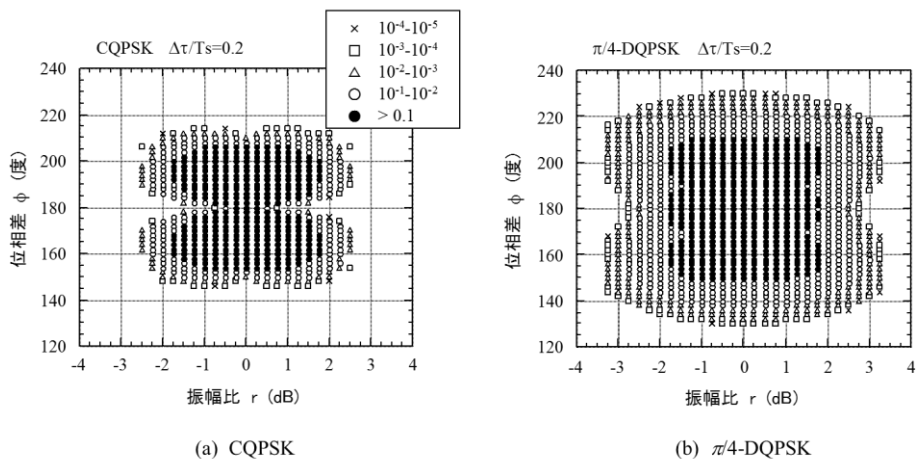 × 10⁻⁴-10⁻⁵
□ 10⁻³-10⁻⁴
△ 10⁻²-10⁻³
○ 10⁻¹-10⁻²
● > 0.1
CQPSK Δτ/Ts=0.2
240
220
200
180
160
140
120
位相差 φ (度)
-4 -3 -2 -1 0 1 2 3 4
振幅比 r (dB)
(a) CQPSK
π/4-DQPSK Δτ/Ts=0.2
240
220
200
180
160
140
120
位相差 φ (度)
-4 -3 -2 -1 0 1 2 3 4
振幅比 r (dB)
(b) π/4-DQPSK